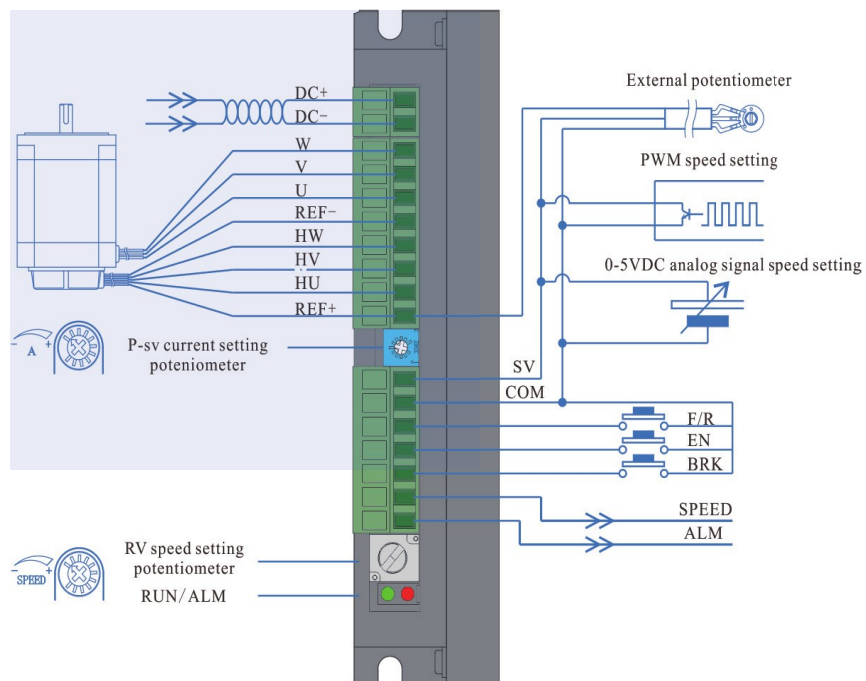 DC+
DC-
W
V
U
REF-
HW
HV
HU
REF+
External potentiometer
PWM speed setting
0-5VDC analog signal speed setting
- A +
P-sv current setting
poteniometer
SV
COM
F/R
EN
BRK
SPEED
ALM
- SPEED +
RV speed setting
potentiometer
RUN/ALM